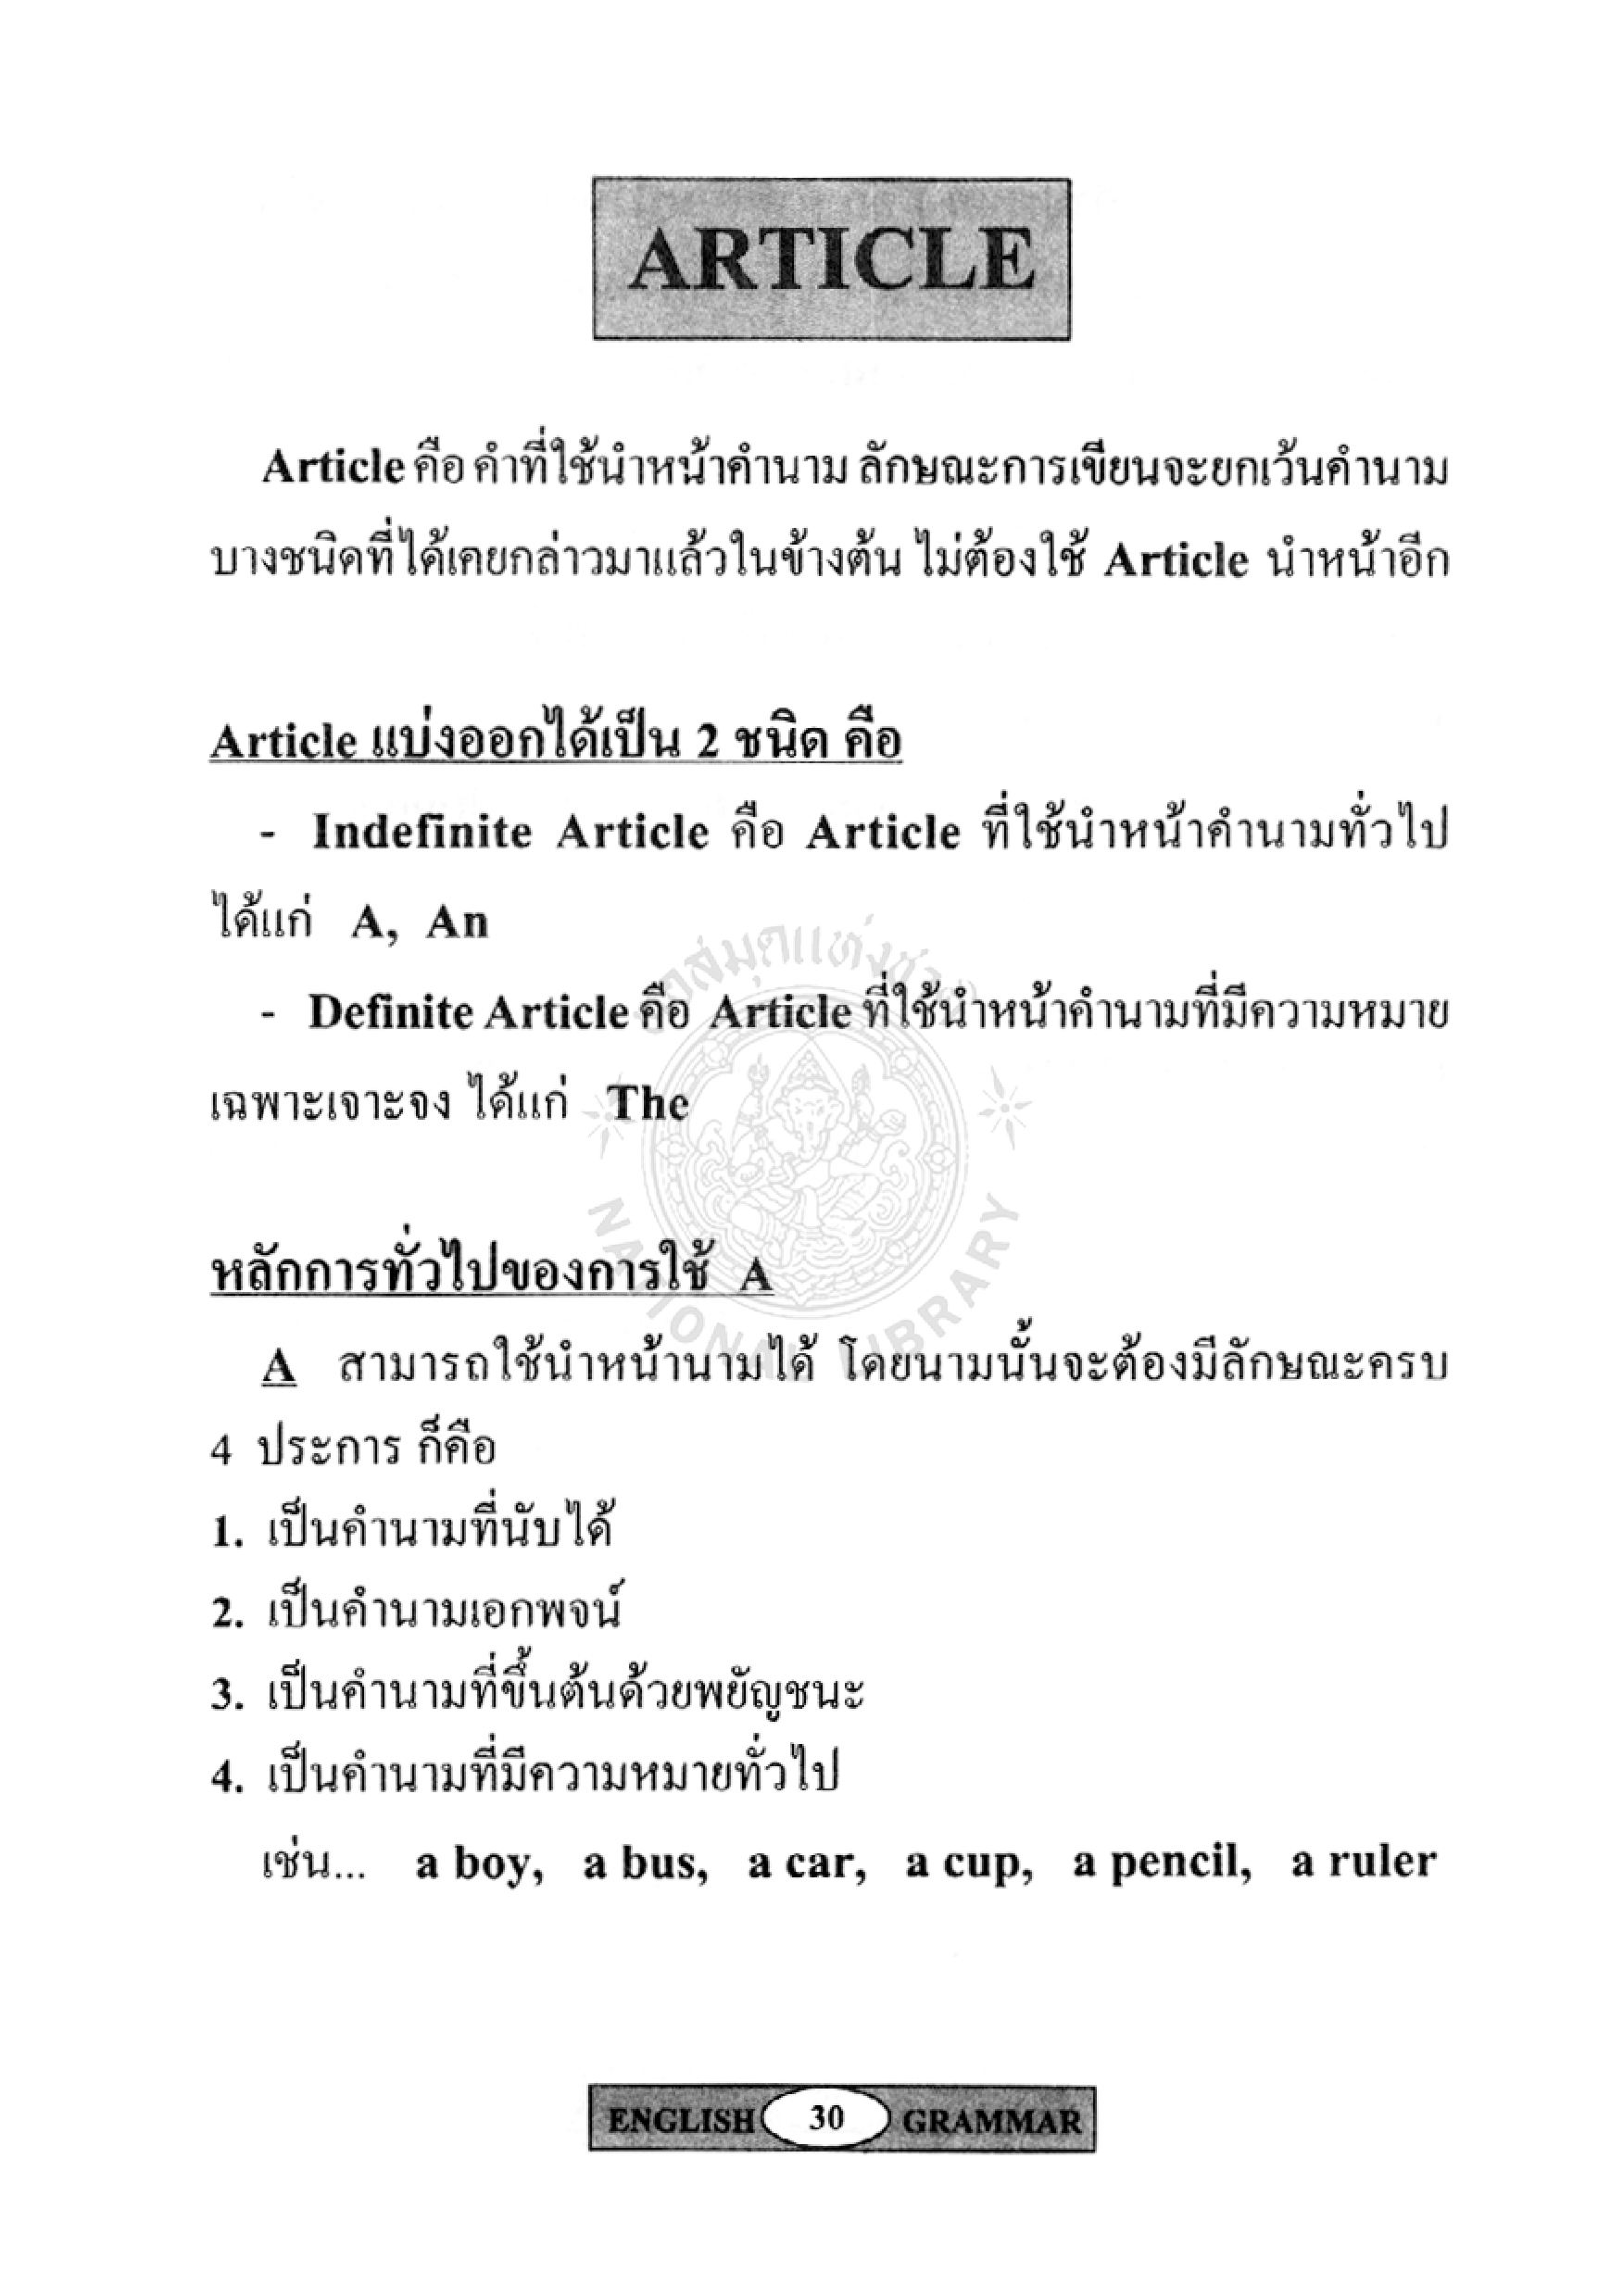 ARTICLE
Article คือ คำที่ใช้นำหน้าคำนาม ลักษณะการเขียนจะยกเว้นคำนาม
บางชนิดที่ได้เคยกล่าวมาแล้วในข้างต้น ไม่ต้องใช้ Article นำหน้าอีก
Article แบ่งออกได้เป็น 2 ชนิด คือ
- Indefinite Article คือ Article ที่ใช้นำหน้าคำนามทั่วไป
ได้แก่ A, An
- Definite Article คือ Article ที่ใช้นำหน้าคำนามที่มีความหมาย
เฉพาะเจาะจง ได้แก่ The
หลักการทั่วไปของการใช้ A
A สามารถใช้นำหน้านามได้ โดยนามนั้นจะต้องมีลักษณะครบ
4 ประการ ก็คือ
1. เป็นคำนามที่นับได้
2. เป็นคำนามเอกพจน์
3. เป็นคำนามที่ขึ้นต้นด้วยพยัญชนะ
4. เป็นคำนามที่มีความหมายทั่วไป
เช่น... a boy, a bus, a car, a cup, a pencil, a ruler
NATIONAL LIBRARY
ENGLISH 30 GRAMMAR